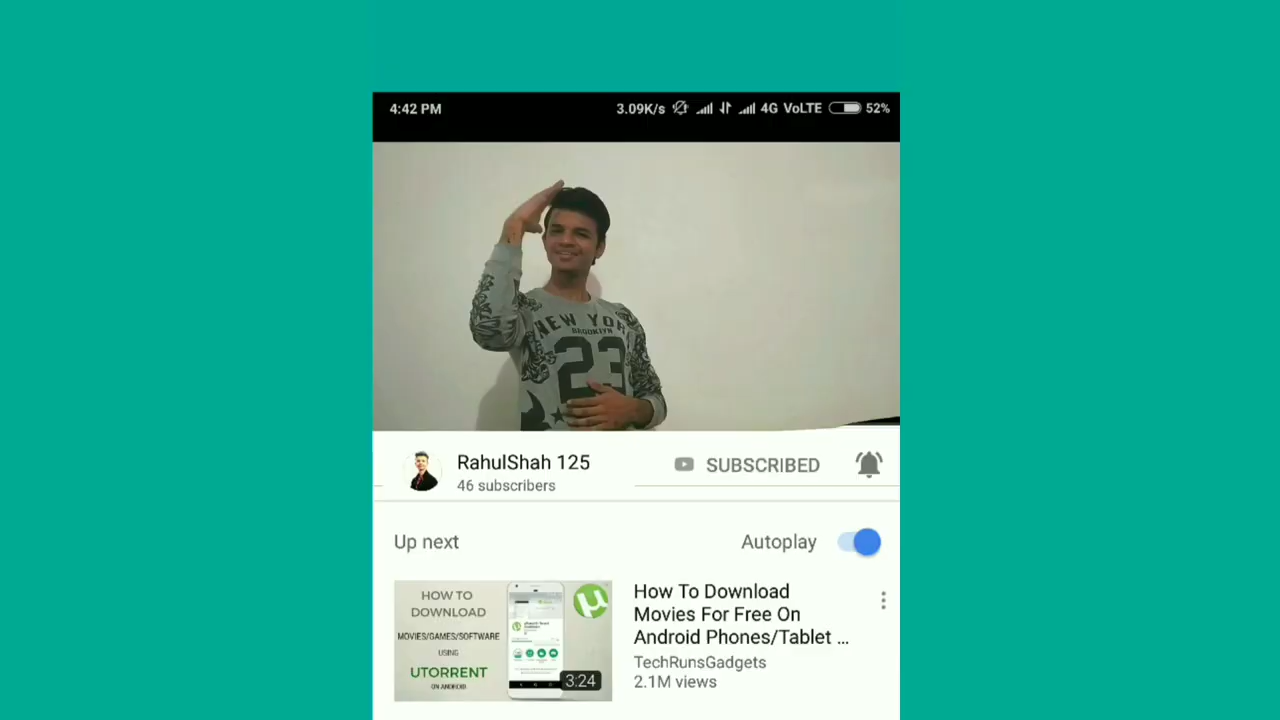 4:42 PM
3.09K/s 4G VoLTE 52%
NEW YOR
BROOKLYN
23
RahulShah 125
46 subscribers
SUBSCRIBED
Up next
Autoplay
HOW TO
DOWNLOAD
MOVIES/GAMES/SOFTWARE
USING
UTORRENT
ON ANDROID
3:24
How To Download
Movies For Free On
Android Phones/Tablet ...
TechRunsGadgets
2.1M views